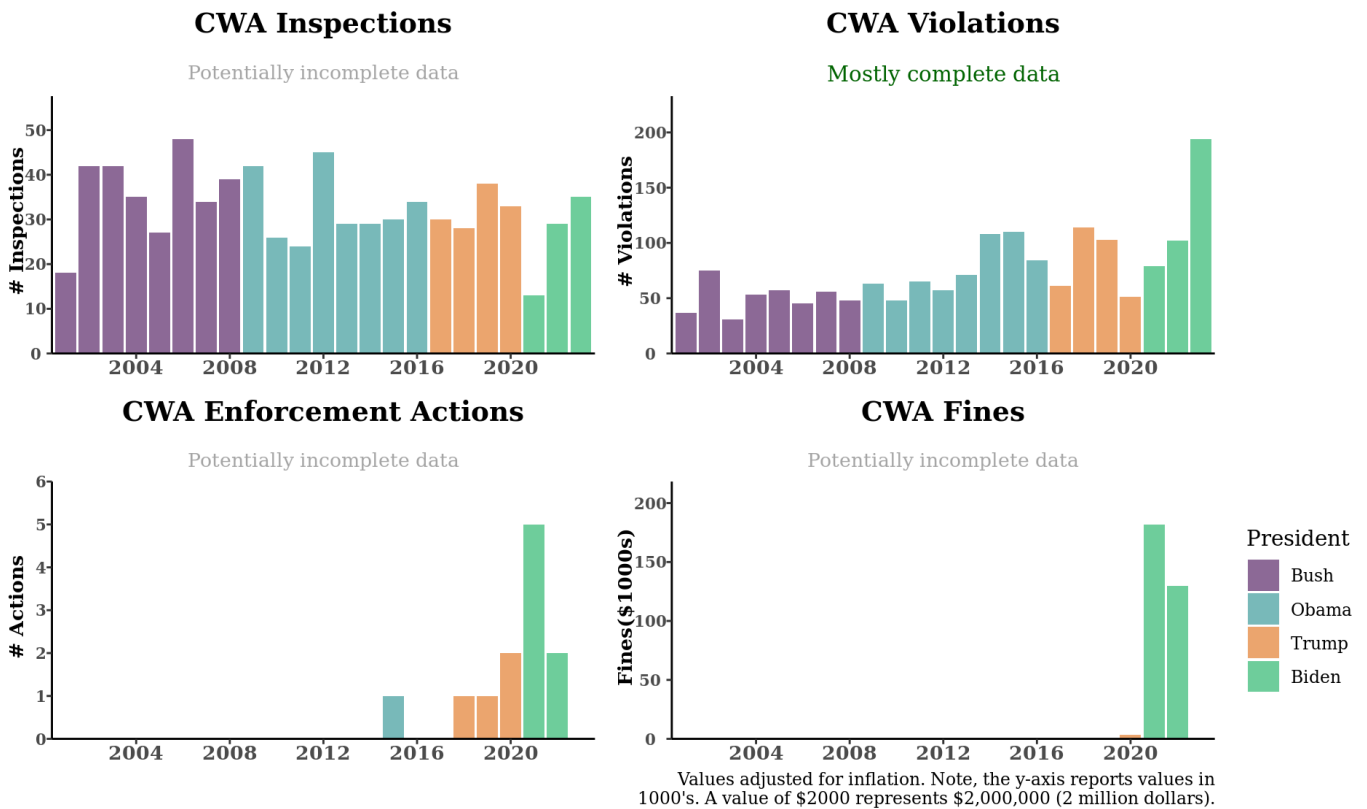 CWA Inspections
Potentially incomplete data
# Inspections
50
40
30
20
10
0
2004 2008 2012 2016 2020
CWA Violations
Mostly complete data
# Violations
200
150
100
50
0
2004 2008 2012 2016 2020
CWA Enforcement Actions
Potentially incomplete data
# Actions
6
5
4
3
2
1
0
2004 2008 2012 2016 2020
CWA Fines
Potentially incomplete data
Fines($1000s)
200
150
100
50
0
2004 2008 2012 2016 2020
President
Bush
Obama
Trump
Biden
Values adjusted for inflation. Note, the y-axis reports values in
1000's. A value of $2000 represents $2,000,000 (2 million dollars).